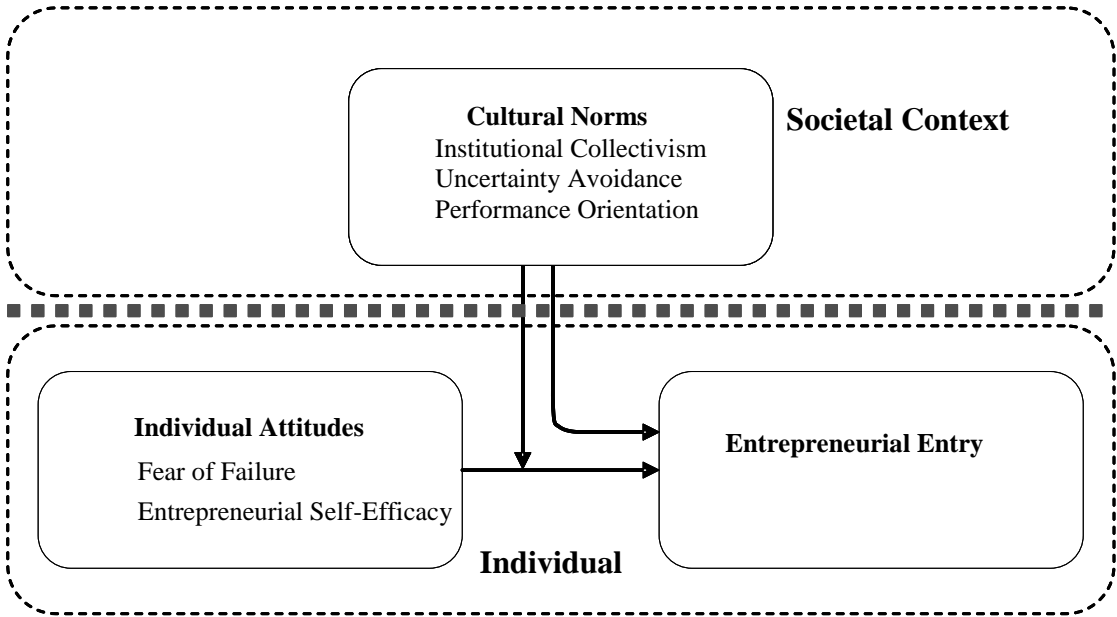 Cultural Norms
Institutional Collectivism
Uncertainty Avoidance
Performance Orientation
Societal Context
Individual Attitudes
Fear of Failure
Entrepreneurial Self-Efficacy
Entrepreneurial Entry
Individual